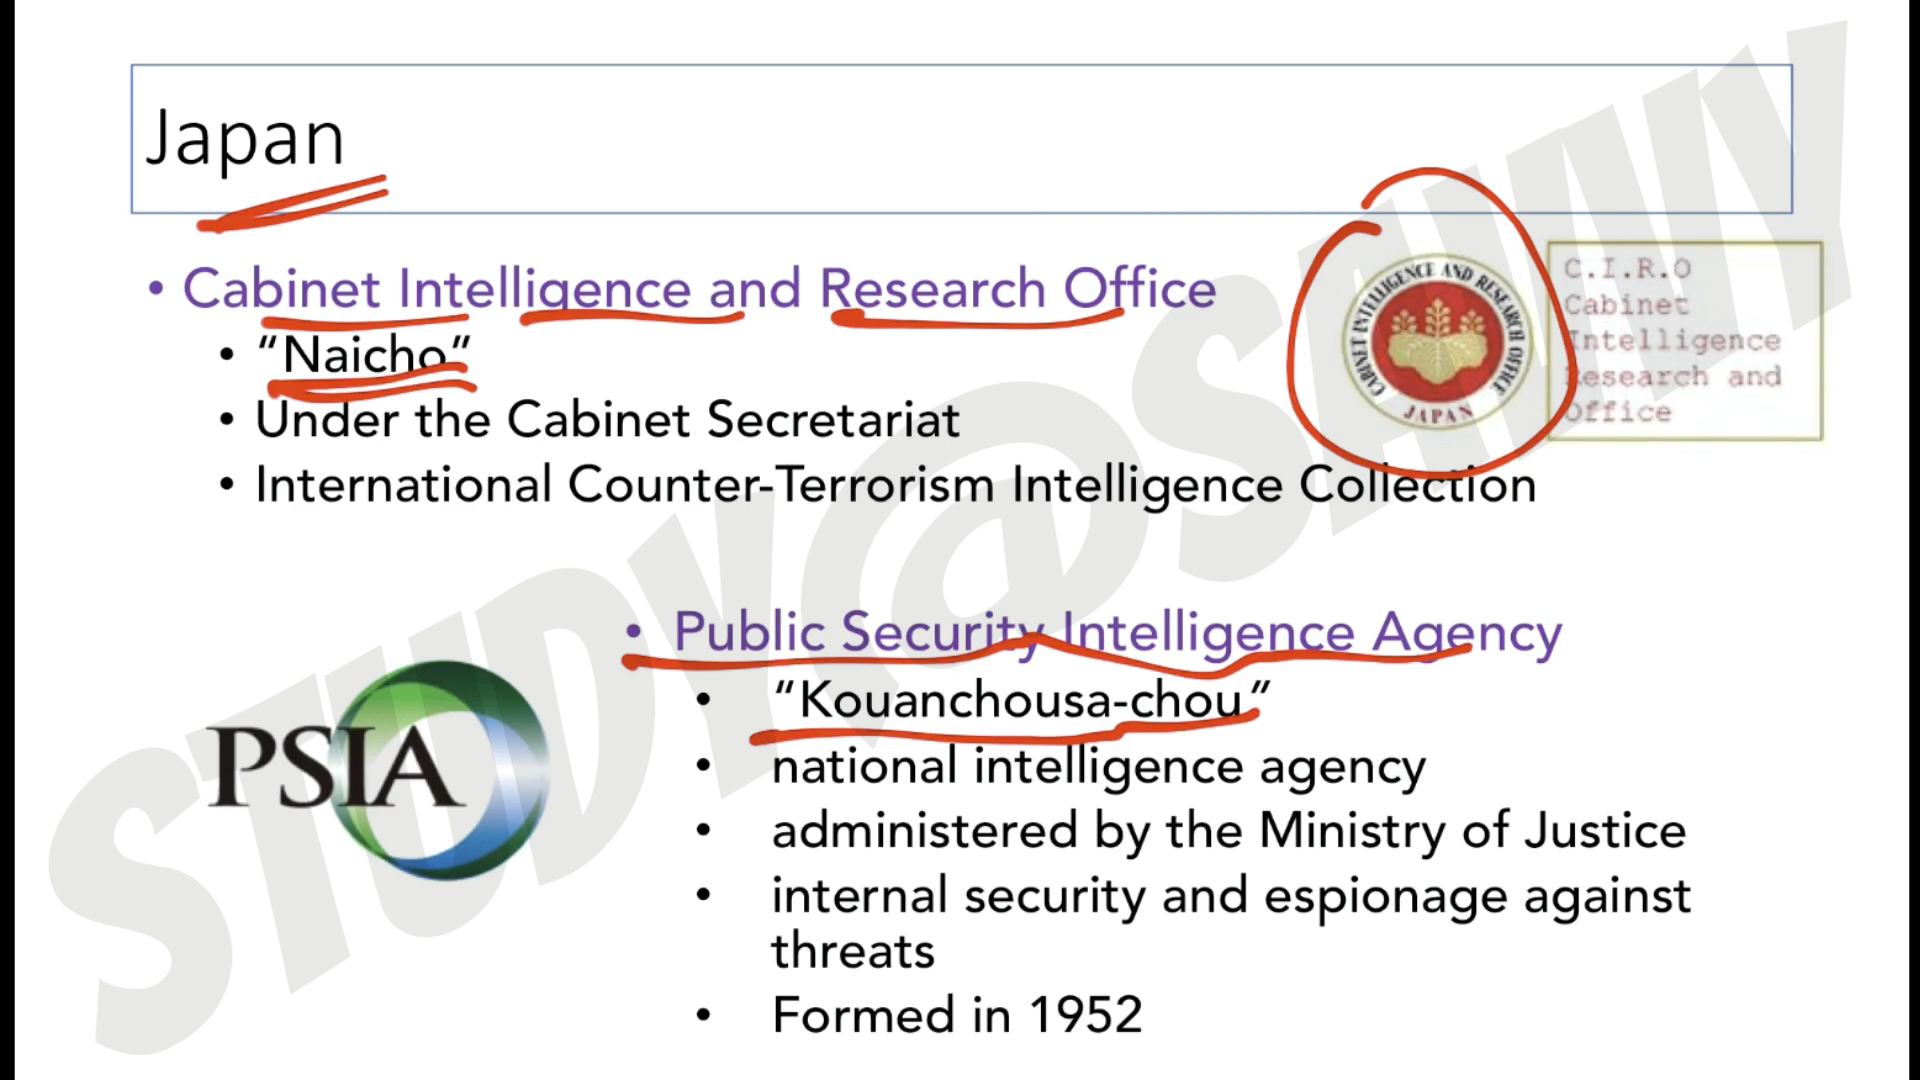 Japan
• Cabinet Intelligence and Research Office
• “Naicho”
• Under the Cabinet Secretariat
• International Counter-Terrorism Intelligence Collection
CABINET INTELLIGENCE AND RESEARCH OFFICE
JAPAN
C.I.R.O
Cabinet
Intelligence
Research and
Office
• Public Security Intelligence Agency
• “Kouanchousa-chou”
• national intelligence agency
• administered by the Ministry of Justice
• internal security and espionage against
threats
• Formed in 1952
PSIA
STUDY@SAMVY